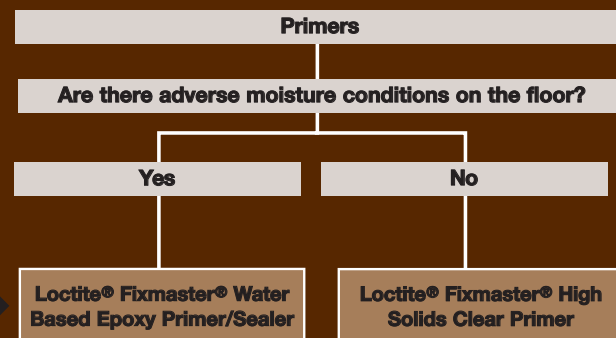 Primers
Are there adverse moisture conditions on the floor?
Yes
No
Loctite® Fixmaster® Water
Based Epoxy Primer/Sealer
Loctite® Fixmaster® High
Solids Clear Primer